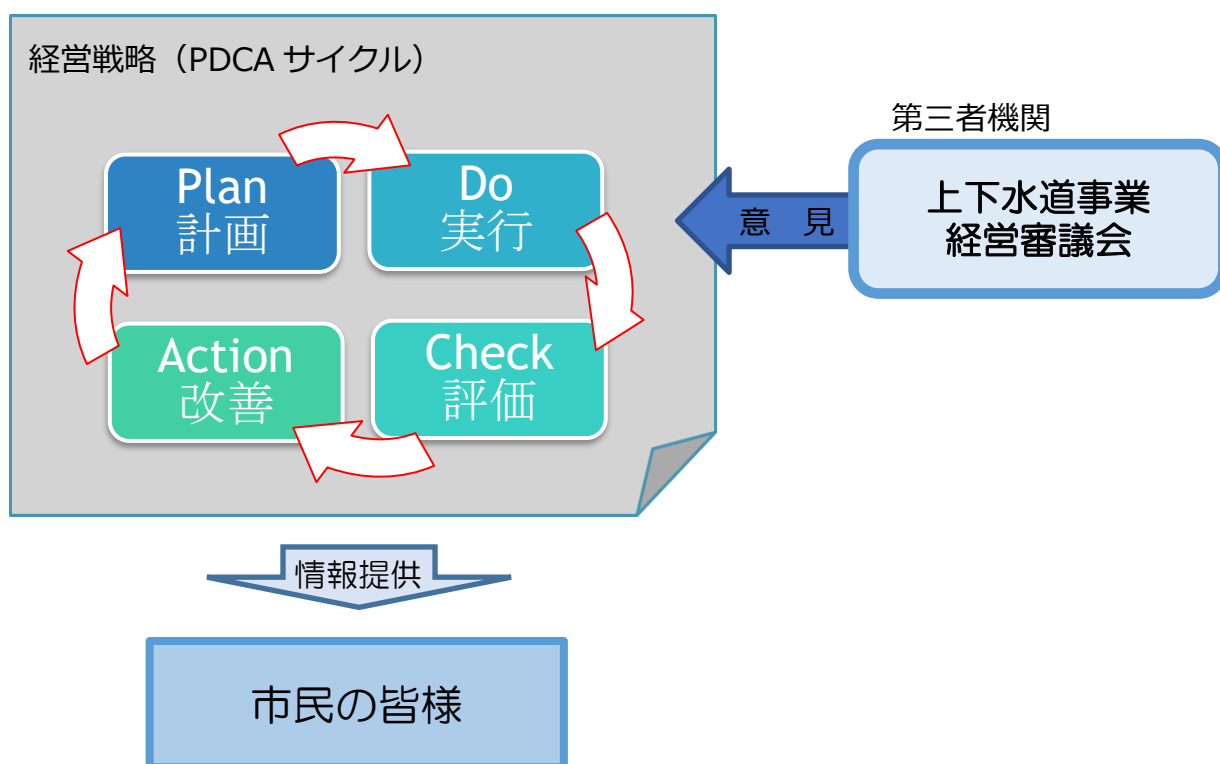 経営戦略（PDCA サイクル）
第三者機関
Plan
計画
Do
実行
意 見
上下水道事業
経営審議会
Action
改善
Check
評価
情報提供
市民の皆様